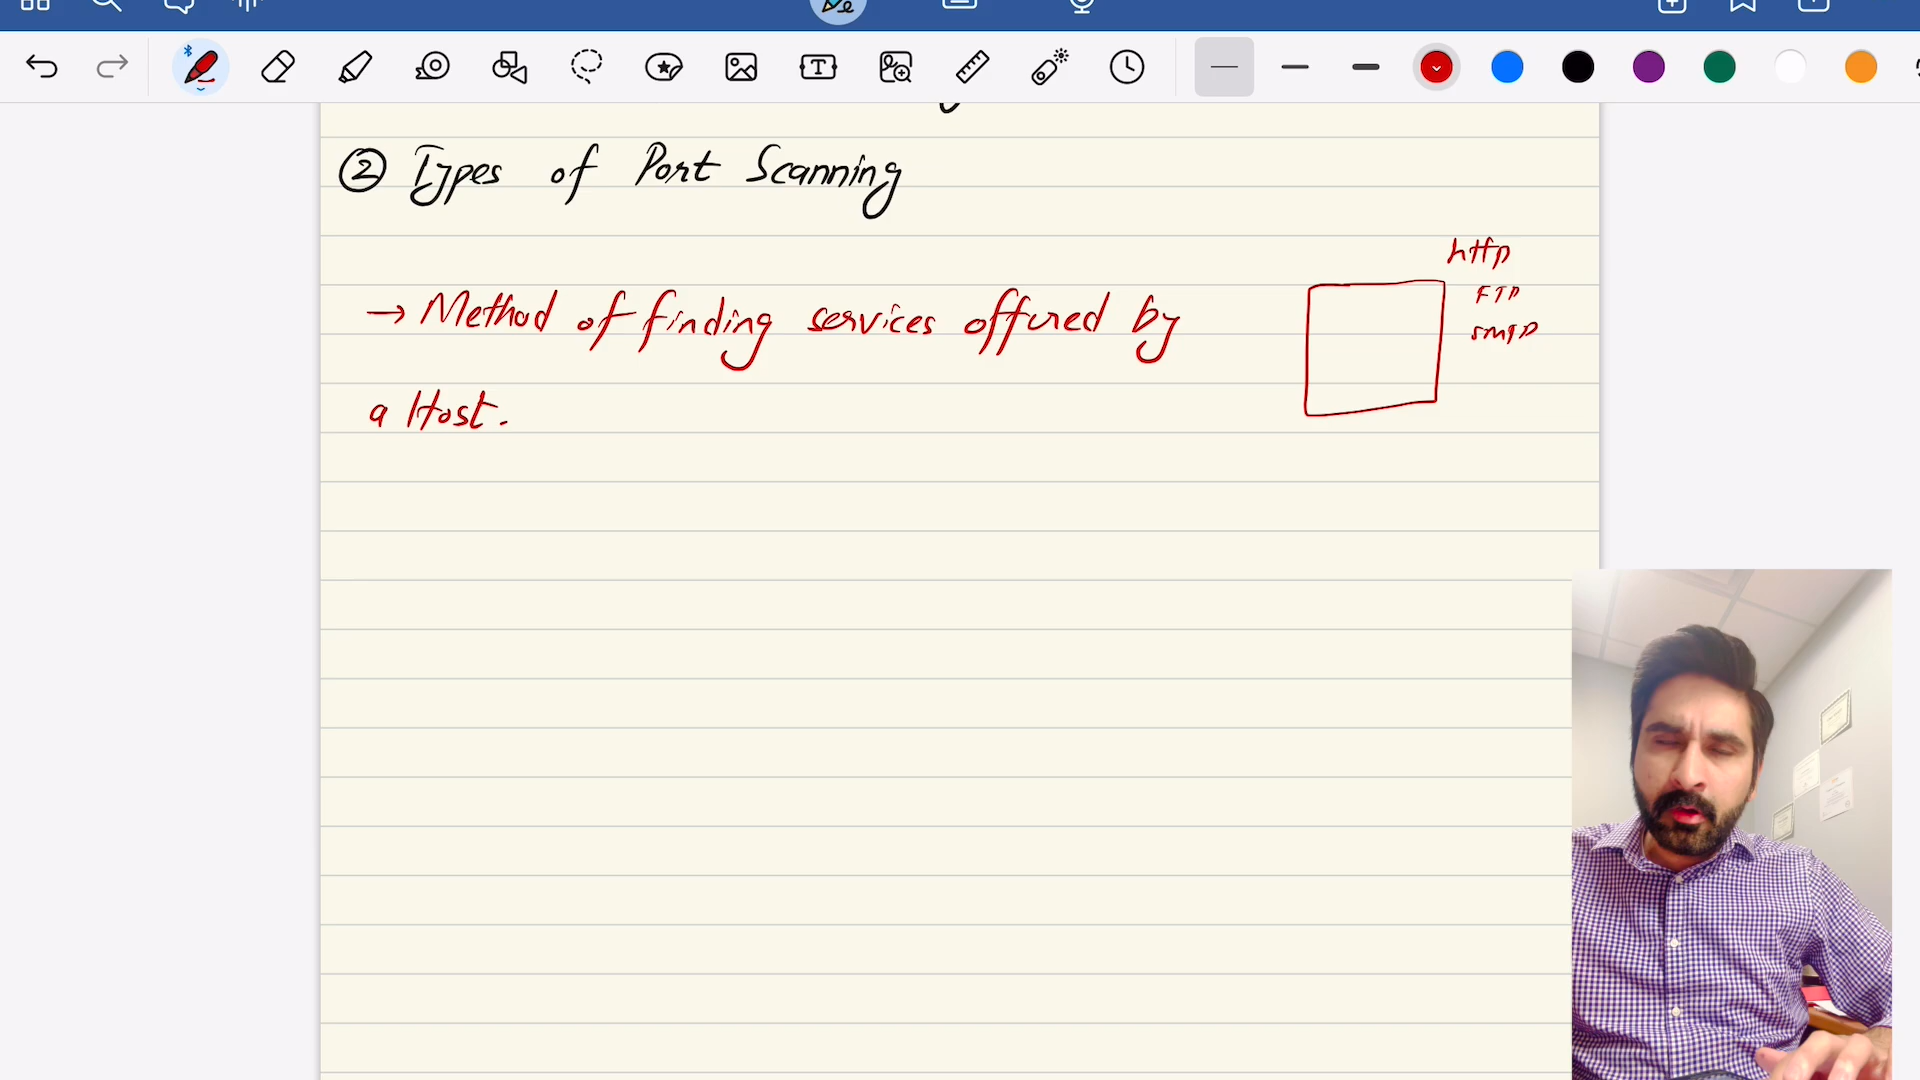 ② Types of Port Scanning
http
→ Method of finding services offered by
FTP
SMTP
a Host.